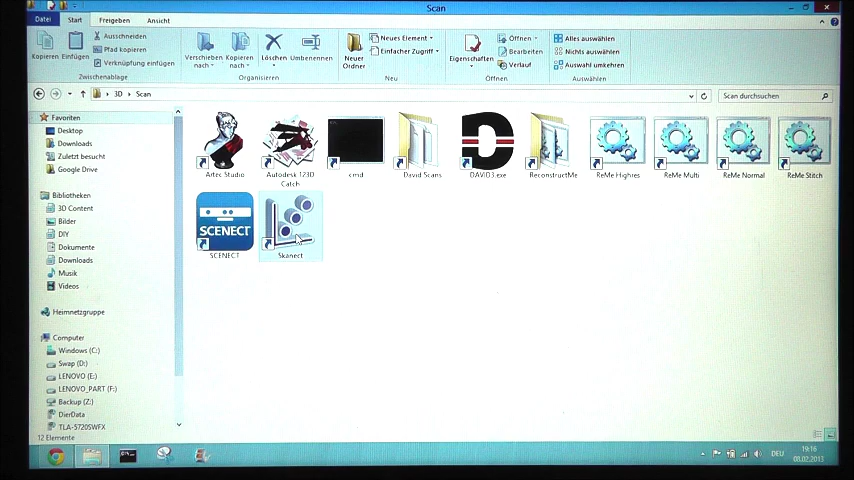 Scan
Datei Start Freigeben Ansicht
Kopieren Einfügen
Ausschneiden
Pfad kopieren
Verknüpfung einfügen
Zwischenablage
Verschieben nach
Kopieren nach
Löschen
Umbenennen
Organisieren
Neuer Ordner
Neues Element
Einfacher Zugriff
Neu
Eigenschaften
Öffnen
Bearbeiten
Verlauf
Öffnen
Alles auswählen
Nichts auswählen
Auswahl umkehren
Auswählen
3D Scan
Scan durchsuchen
Favoriten
Desktop
Downloads
Zuletzt besucht
Google Drive
Bibliotheken
3D Content
Bilder
DIY
Dokumente
Downloads
Musik
Videos
Heimnetzgruppe
Computer
Windows (C:)
Swap (D:)
LENOVO (E:)
LENOVO_PART (F:)
Backup (Z:)
DierData
TLA-5720SWFX
Artec Studio
Autodesk 123D Catch
cmd
David Scans
DAVID3.exe
ReconstructMe
ReMe Highres
ReMe Multi
ReMe Normal
ReMe Stitch
SCENECT
SCENECT
Skanect
12 Elemente
DEU
19:16
08.02.2013